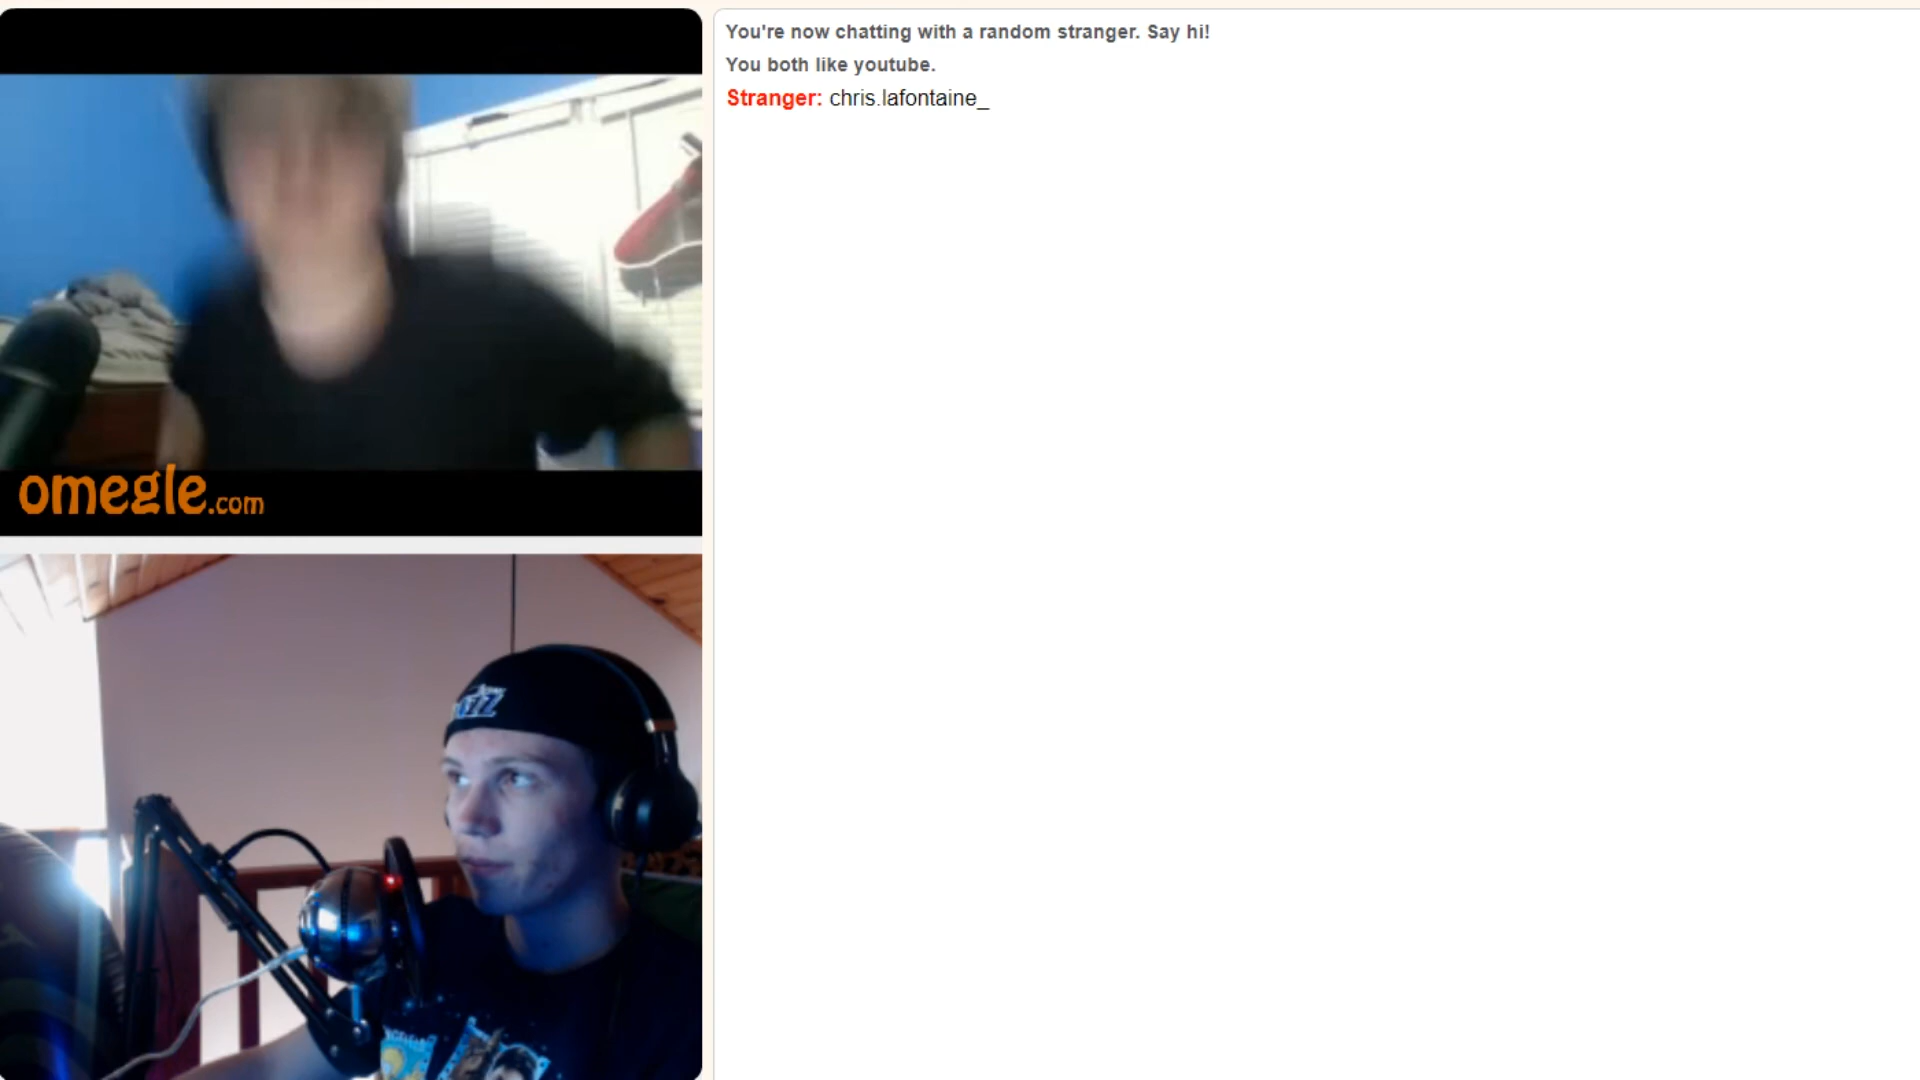 You're now chatting with a random stranger. Say hi!
You both like youtube.
Stranger: chris.lafontaine_
omegle.com